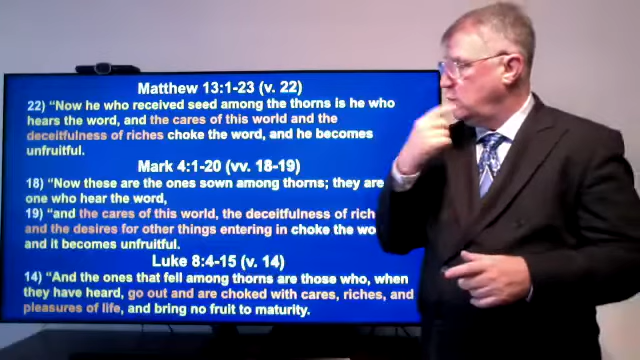 Matthew 13:1-23 (v. 22)
22) “Now he who received seed among the thorns is he who
hears the word, and the cares of this world and the
deceitfulness of riches choke the word, and he becomes
unfruitful.
Mark 4:1-20 (vv. 18-19)
18) “Now these are the ones sown among thorns; they are
one who hear the word,
19) “and the cares of this world, the deceitfulness of
and the desires for other things entering in choke the
and it becomes unfruitful.
Luke 8:4-15 (v. 14)
14) “And the ones that fell among thorns are those who, when
they have heard, go out and are choked with cares, riches, and
pleasures of life, and bring no fruit to maturity.